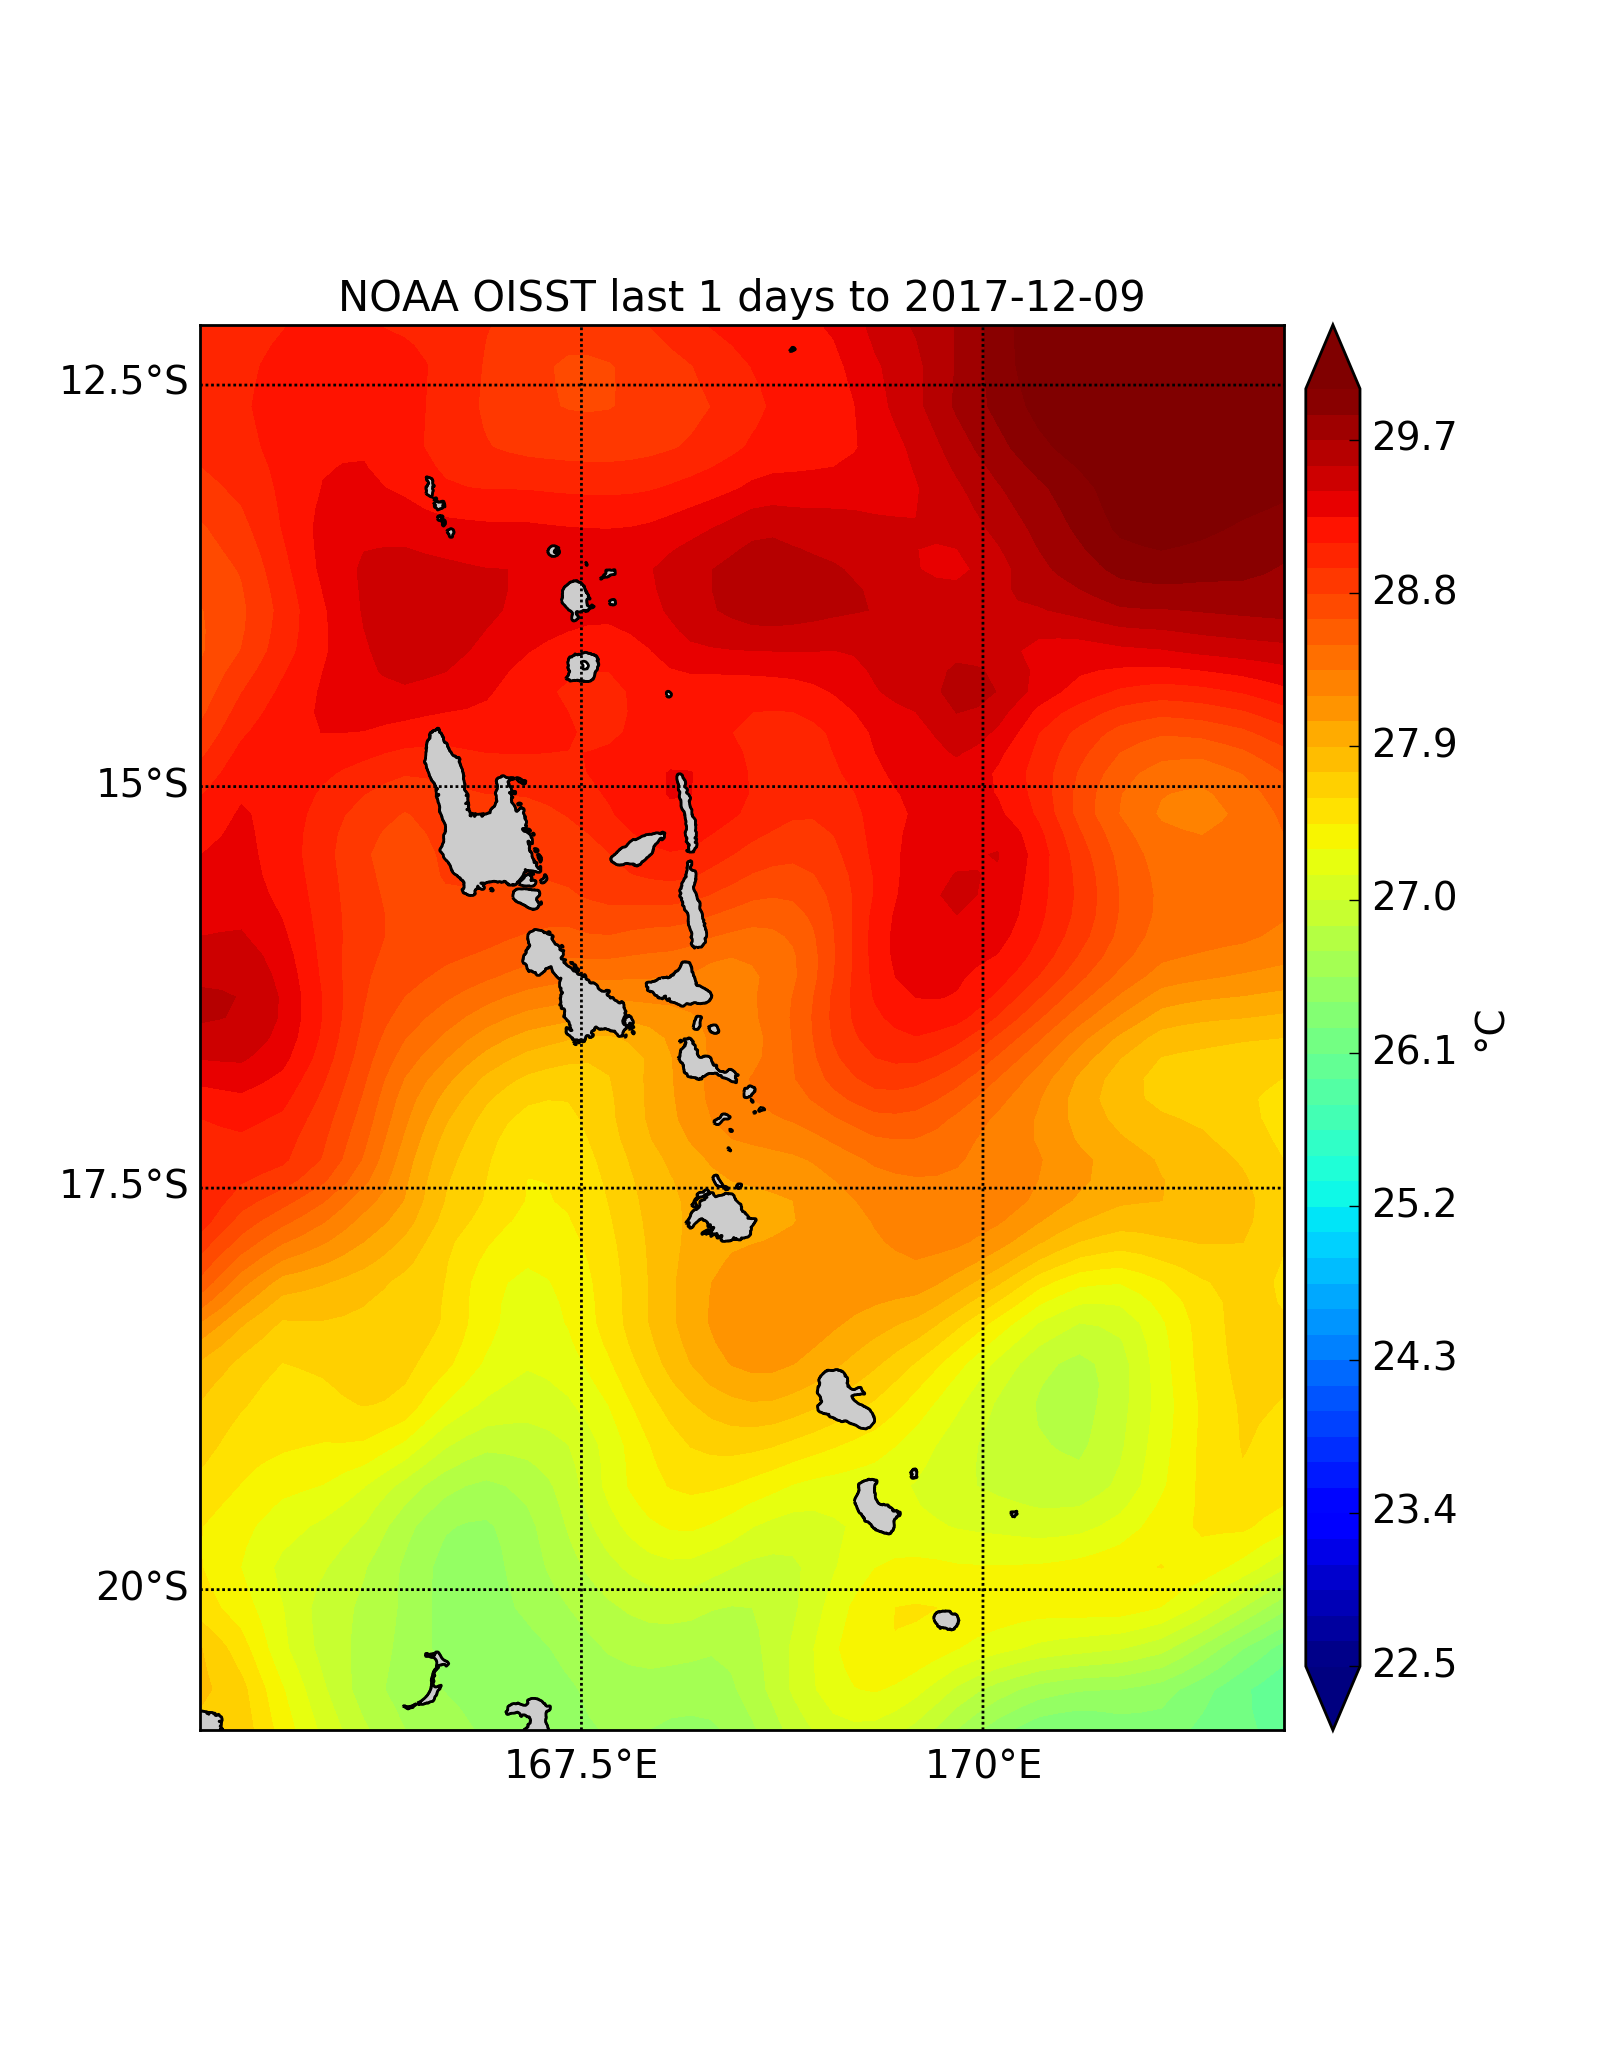 NOAA OISST last 1 days to 2017-12-09
12.5°S
15°S
17.5°S
20°S
167.5°E
170°E
29.7
28.8
27.9
27.0
26.1
25.2
24.3
23.4
22.5
°C